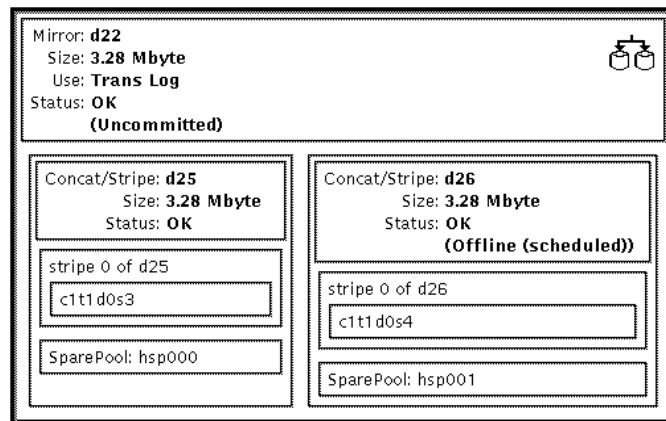 Mirror: d22
Size: 3.28 Mbyte
Use: Trans Log
Status: OK
(Uncommitted)
Concat/Stripe: d25
Size: 3.28 Mbyte
Status: OK
stripe 0 of d25
c1t1d0s3
SparePool: hsp000
Concat/Stripe: d26
Size: 3.28 Mbyte
Status: OK
(Offline (scheduled))
stripe 0 of d26
c1t1d0s4
SparePool: hsp001